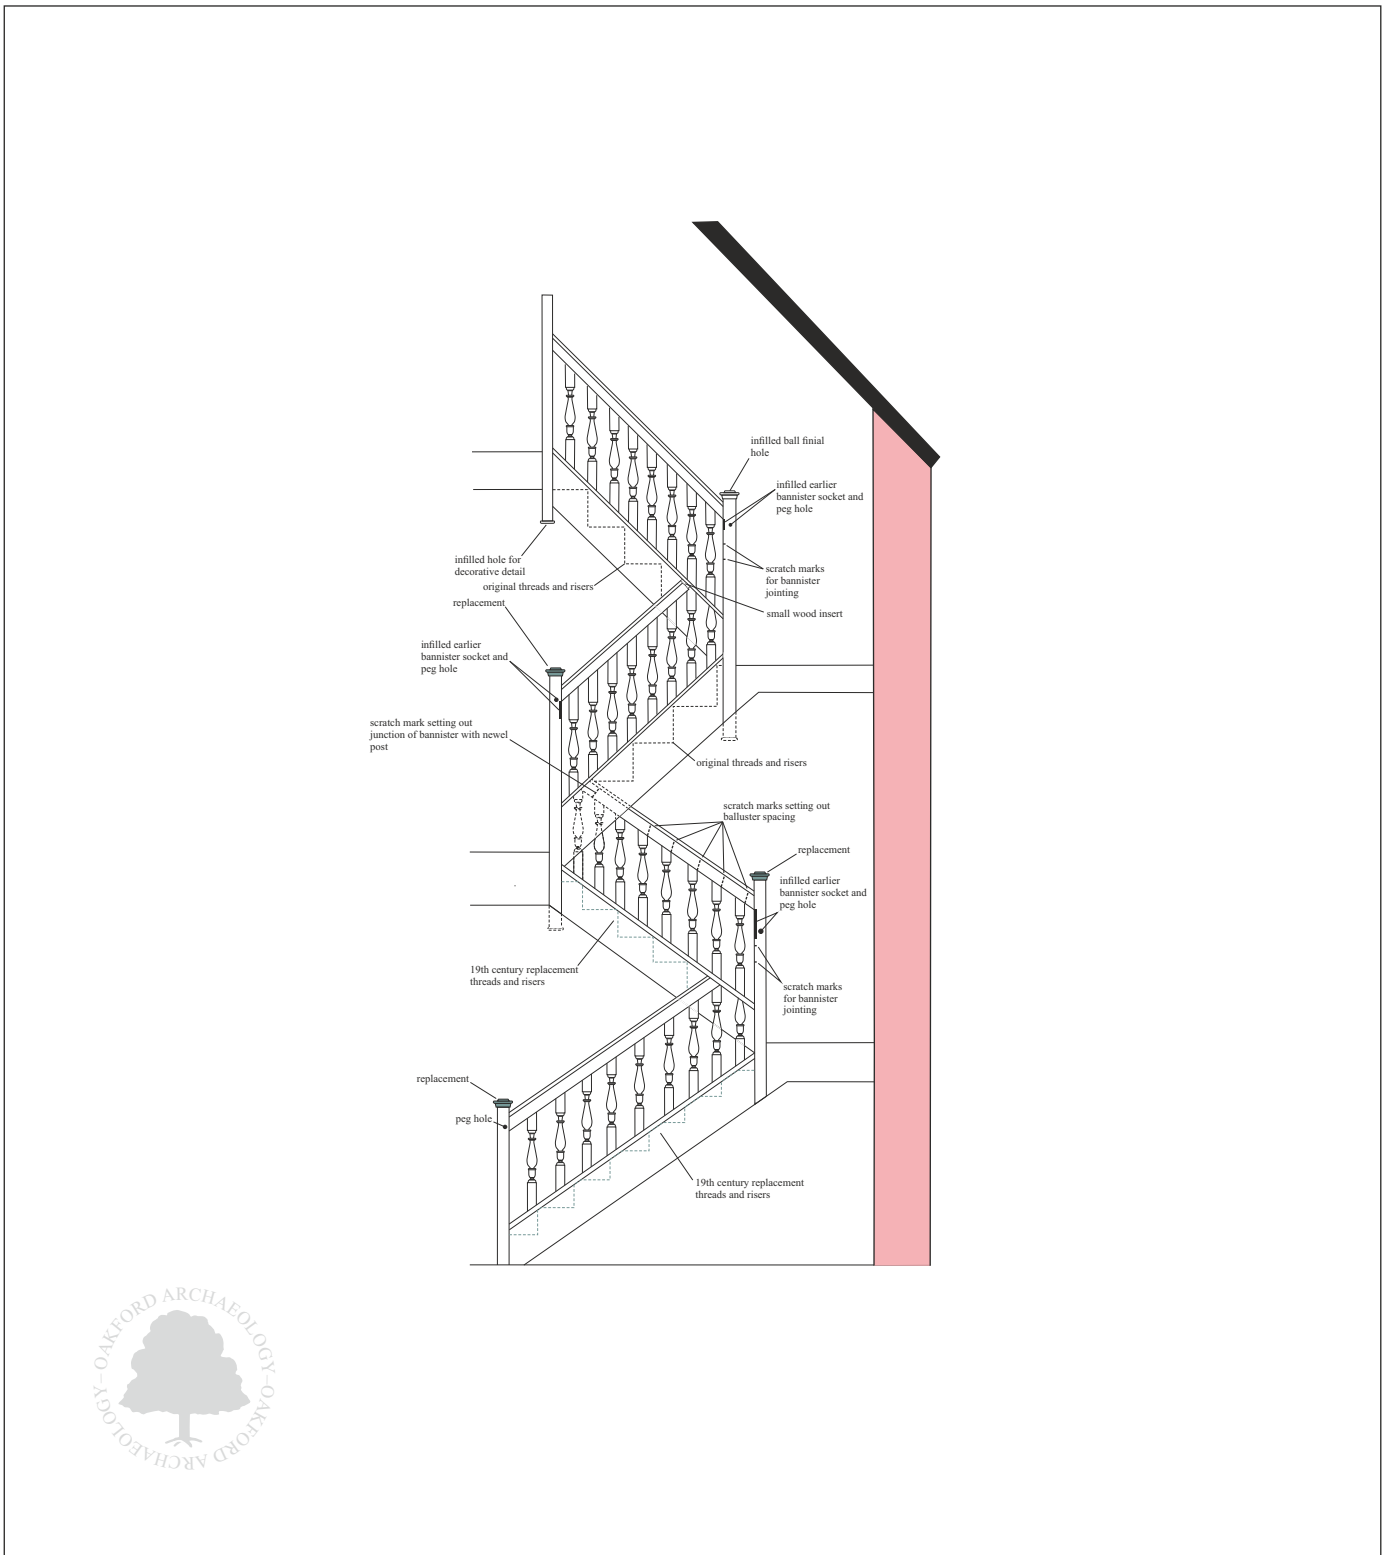 infilled ball finial
hole
infilled earlier
bannister socket and
peg hole
infilled hole for
decorative detail
original threads and risers
scratch marks
for bannister
jointing
replacement
small wood insert
infilled earlier
bannister socket and
peg hole
scratch mark setting out
junction of bannister with newel
post
original threads and risers
scratch marks setting out
balluster spacing
replacement
infilled earlier
bannister socket and
peg hole
19th century replacement
threads and risers
scratch marks
for bannister
jointing
replacement
peg hole
19th century replacement
threads and risers
OAKFORD ARCHAEOLOGY - OAKFORD ARCHAEOLOGY -